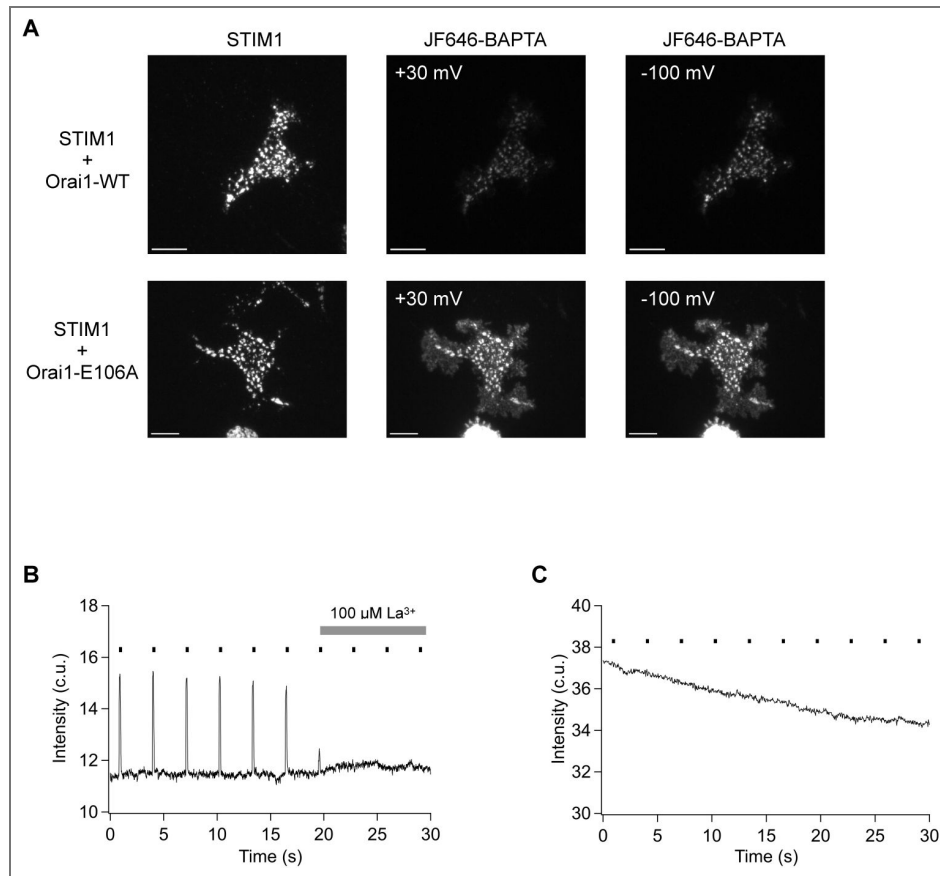 A
STIM1 JF646-BAPTA JF646-BAPTA
+30 mV -100 mV
STIM1
+
Orai1-WT
+30 mV -100 mV
STIM1
+
Orai1-E106A
B
18
16
14
12
10
Intensity (c.u.)
100 µM La³⁺
0 5 10 15 20 25 30
Time (s)
C
40
38
36
34
32
30
Intensity (c.u.)
0 5 10 15 20 25 30
Time (s)